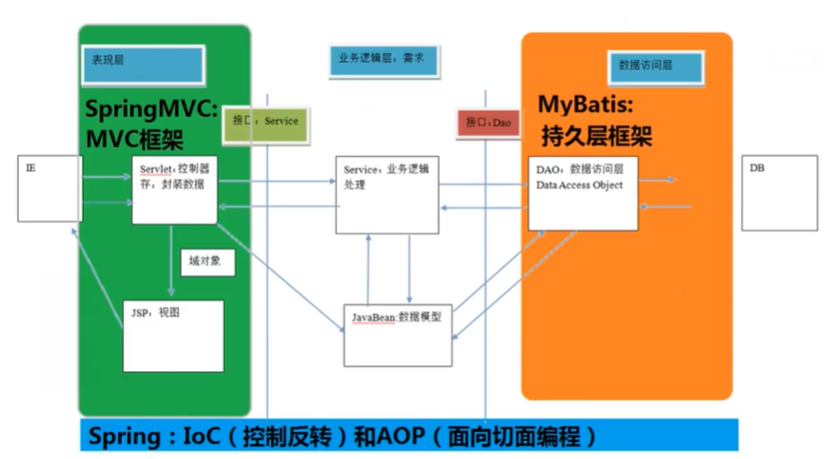 表现层
业务逻辑层，需求
数据访问层
SpringMVC:
MVC框架
接口：Service
接口:Dao
MyBatis:
持久层框架
IE
Servlet：控制器
存，封装数据
Service：业务逻辑
处理
DAO：数据访问层
Data Access Object
DB
域对象
JSP：视图
JavaBean:数据模型
Spring：IoC（控制反转）和AOP（面向切面编程）